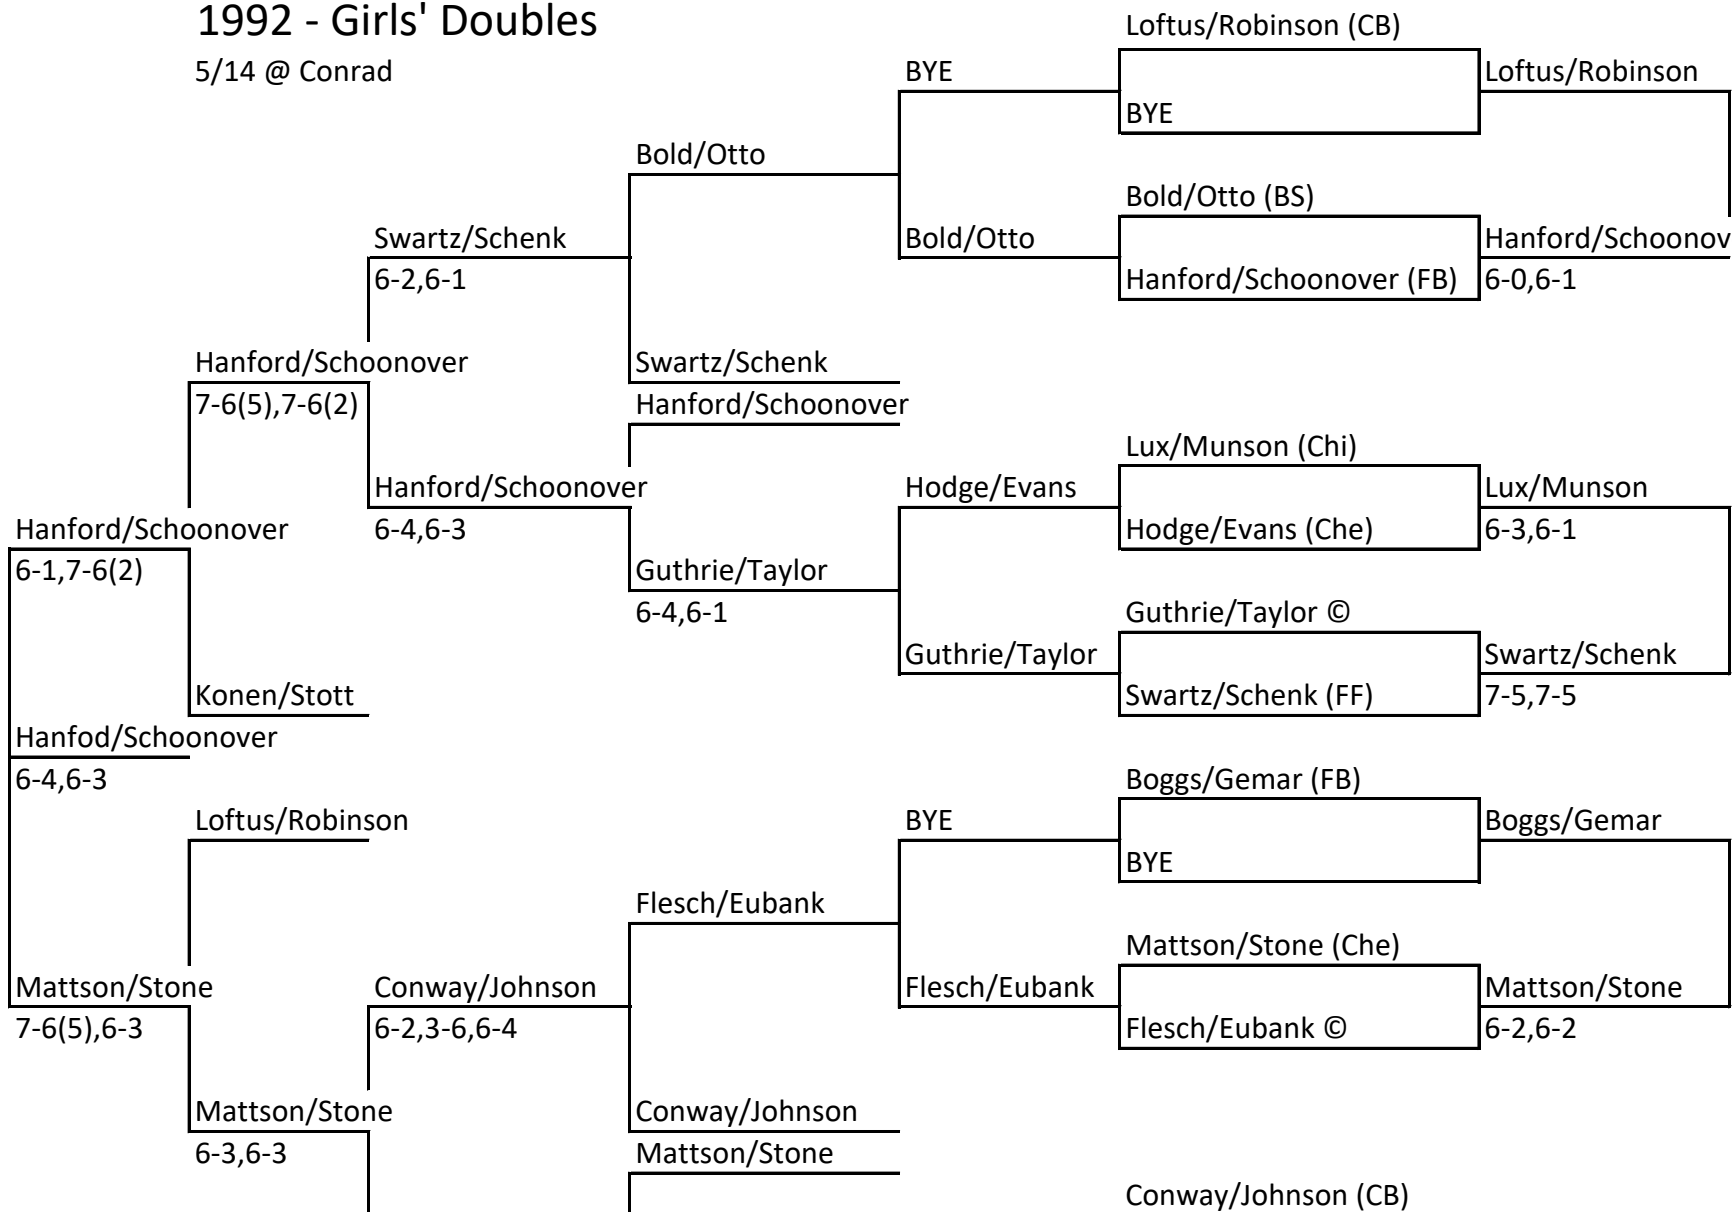 1992 - Girls' Doubles
Loftus/Robinson (CB)
5/14 @ Conrad
BYE
Loftus/Robinson
BYE
Bold/Otto
Bold/Otto (BS)
Swartz/Schenk
Bold/Otto
Hanford/Schoonov
6-2,6-1
Hanford/Schoonover (FB)
6-0,6-1
Hanford/Schoonover
Swartz/Schenk
7-6(5),7-6(2)
Hanford/Schoonover
Lux/Munson (Chi)
Hanford/Schoonover
Hodge/Evans
Lux/Munson
Hanford/Schoonover
6-4,6-3
Hodge/Evans (Che)
6-3,6-1
6-1,7-6(2)
Guthrie/Taylor
6-4,6-1
Guthrie/Taylor ©
Guthrie/Taylor
Swartz/Schenk
Konen/Stott
Swartz/Schenk (FF)
7-5,7-5
Hanfod/Schoonover
6-4,6-3
Boggs/Gemar (FB)
Loftus/Robinson
BYE
Boggs/Gemar
BYE
Flesch/Eubank
Mattson/Stone (Che)
Mattson/Stone
Conway/Johnson
Flesch/Eubank
Mattson/Stone
7-6(5),6-3
6-2,3-6,6-4
Flesch/Eubank ©
6-2,6-2
Mattson/Stone
Conway/Johnson
6-3,6-3
Mattson/Stone
Conway/Johnson (CB)